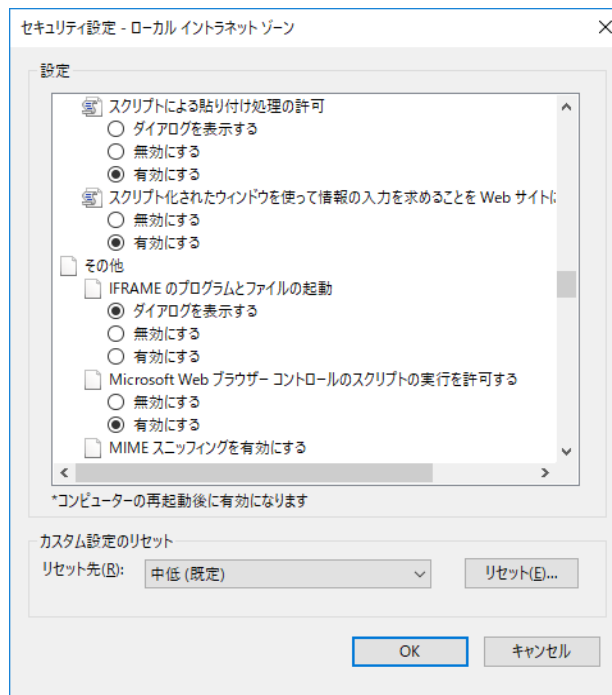 セキュリティ設定 - ローカル イントラネット ゾーン
設定
スクリプトによる貼り付け処理の許可
ダイアログを表示する
無効にする
有効にする
スクリプト化されたウィンドウを使って情報の入力を求めることを Web サイトに
無効にする
有効にする
その他
IFRAME のプログラムとファイルの起動
ダイアログを表示する
無効にする
有効にする
Microsoft Web ブラウザー コントロールのスクリプトの実行を許可する
無効にする
有効にする
MIME スニッフィングを有効にする
*コンピューターの再起動後に有効になります
カスタム設定のリセット
リセット先(R): 中低 (既定) リセット(E)...
OK キャンセル